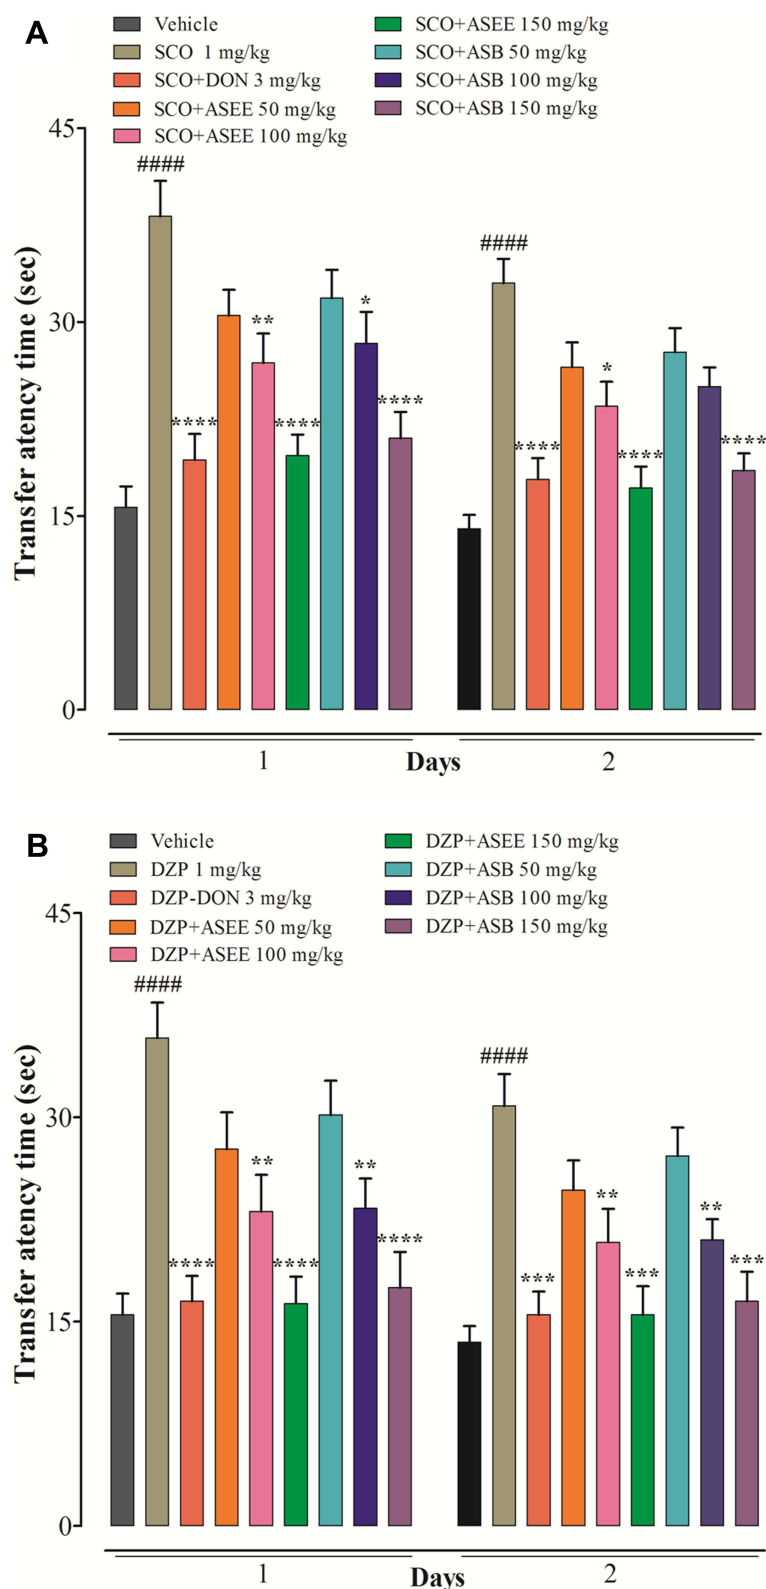 A
Vehicle
SCO 1 mg/kg
SCO+DON 3 mg/kg
SCO+ASEE 50 mg/kg
SCO+ASEE 100 mg/kg
SCO+ASEE 150 mg/kg
SCO+ASB 50 mg/kg
SCO+ASB 100 mg/kg
SCO+ASB 150 mg/kg
Transfer atency time (sec)
45
30
15
0
####
****
**
****
*
****
####
****
*
****
****
1 Days 2
B
Vehicle
DZP 1 mg/kg
DZP-DON 3 mg/kg
DZP+ASEE 50 mg/kg
DZP+ASEE 100 mg/kg
DZP+ASEE 150 mg/kg
DZP+ASB 50 mg/kg
DZP+ASB 100 mg/kg
DZP+ASB 150 mg/kg
Transfer atency time (sec)
45
30
15
0
####
****
**
****
**
****
####
***
**
***
**
***
1 Days 2